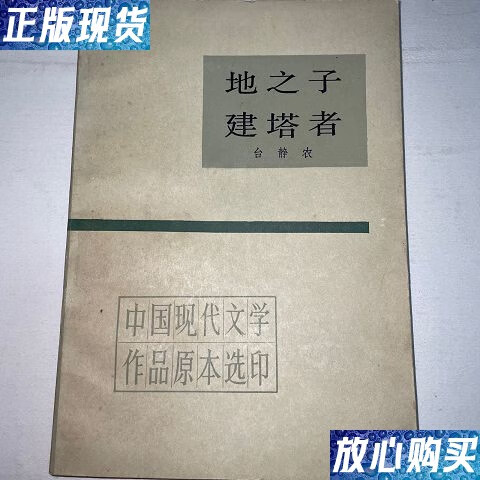 正版现货
地之子
建塔者
台静农
中国现代文学
作品原本选印
放心购买